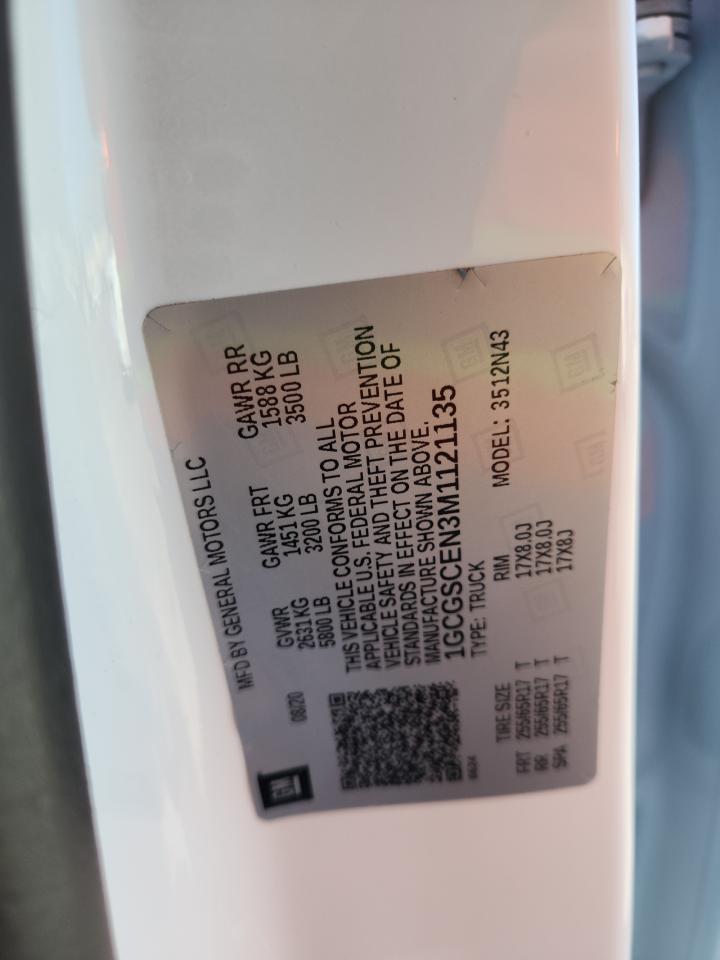 GM
MFD BY GENERAL MOTORS LLC
08/20
GVWR GAWR FRT GAWR RR
2631KG 1451 KG 1588 KG
5800 LB 3200 LB 3500 LB
THIS VEHICLE CONFORMS TO ALL
APPLICABLE U.S. FEDERAL MOTOR
VEHICLE SAFETY AND THEFT PREVENTION
STANDARDS IN EFFECT ON THE DATE OF
MANUFACTURE SHOWN ABOVE.
1GCGSCEN3M1121135
TYPE: TRUCK MODEL: 3512N43
TIRE SIZE RIM
FRT 255/65R17 T 17X8.0J
RR 255/65R17 T 17X8.0J
SPA 255/65R17 T 17X8J